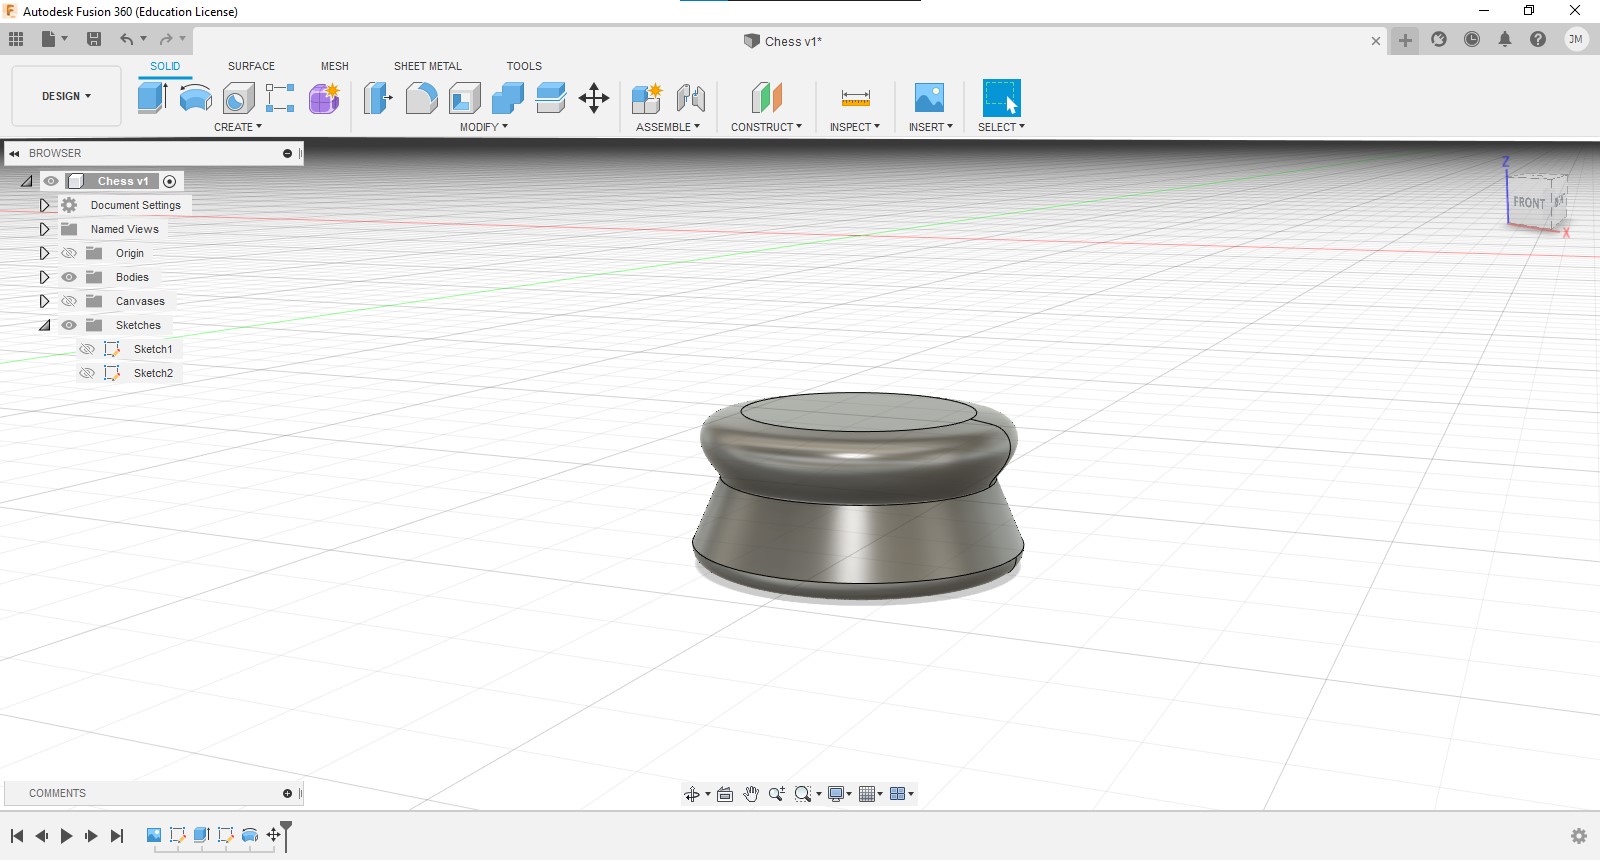 Autodesk Fusion 360 (Education License)
Chess v1*
JM
DESIGN
SOLID SURFACE MESH SHEET METAL TOOLS
CREATE MODIFY ASSEMBLE CONSTRUCT INSPECT INSERT SELECT
BROWSER
Chess v1
Document Settings
Named Views
Origin
Bodies
Canvases
Sketches
Sketch1
Sketch2
Z
FRONT
X
COMMENTS